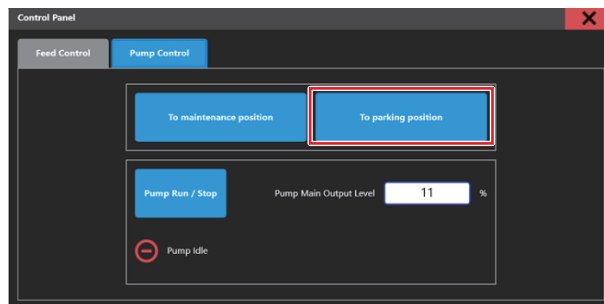 Control Panel
Feed Control
Pump Control
To maintenance position
To parking position
Pump Run / Stop
Pump Main Output Level
11
%
Pump Idle